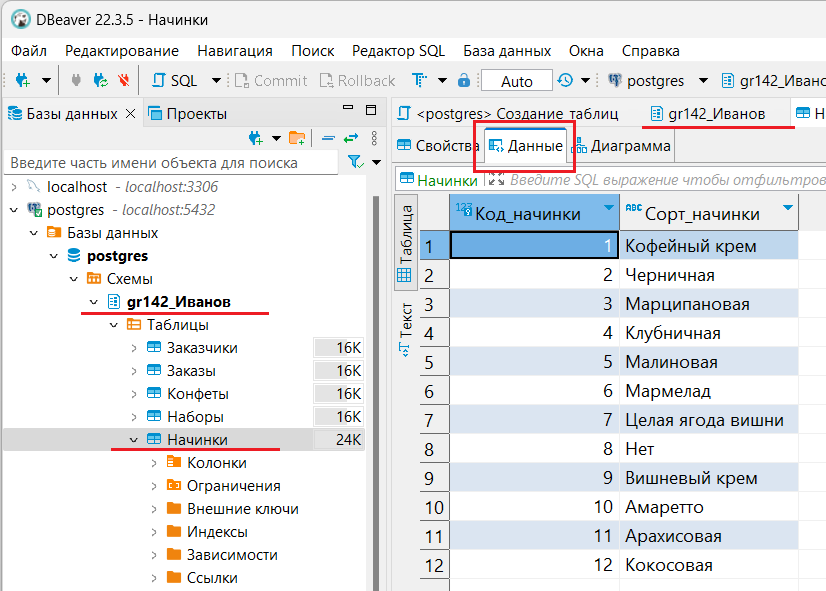 DBeaver 22.3.5 - Начинки
Файл Редактирование Навигация Поиск Редактор SQL База данных Окна Справка
SQL Commit Rollback Auto postgres gr142_Иванов
Базы данных Проекты
<postgres> Создание таблиц gr142_Иванов Н
Свойства Данные Диаграмма
Введите часть имени объекта для поиска
Начинки Введите SQL выражение чтобы отфильтров
localhost - localhost:3306
postgres - localhost:5432
Базы данных
postgres
Схемы
gr142_Иванов
Таблицы
Заказчики 16K
Заказы 16K
Конфеты 16K
Наборы 16K
Начинки 24K
Колонки
Ограничения
Внешние ключи
Индексы
Зависимости
Ссылки
Таблица
Текст
123 Код_начинки ABC Сорт_начинки
1 1 Кофейный крем
2 2 Черничная
3 3 Марципановая
4 4 Клубничная
5 5 Малиновая
6 6 Мармелад
7 7 Целая ягода вишни
8 8 Нет
9 9 Вишневый крем
10 10 Амаретто
11 11 Арахисовая
12 12 Кокосовая